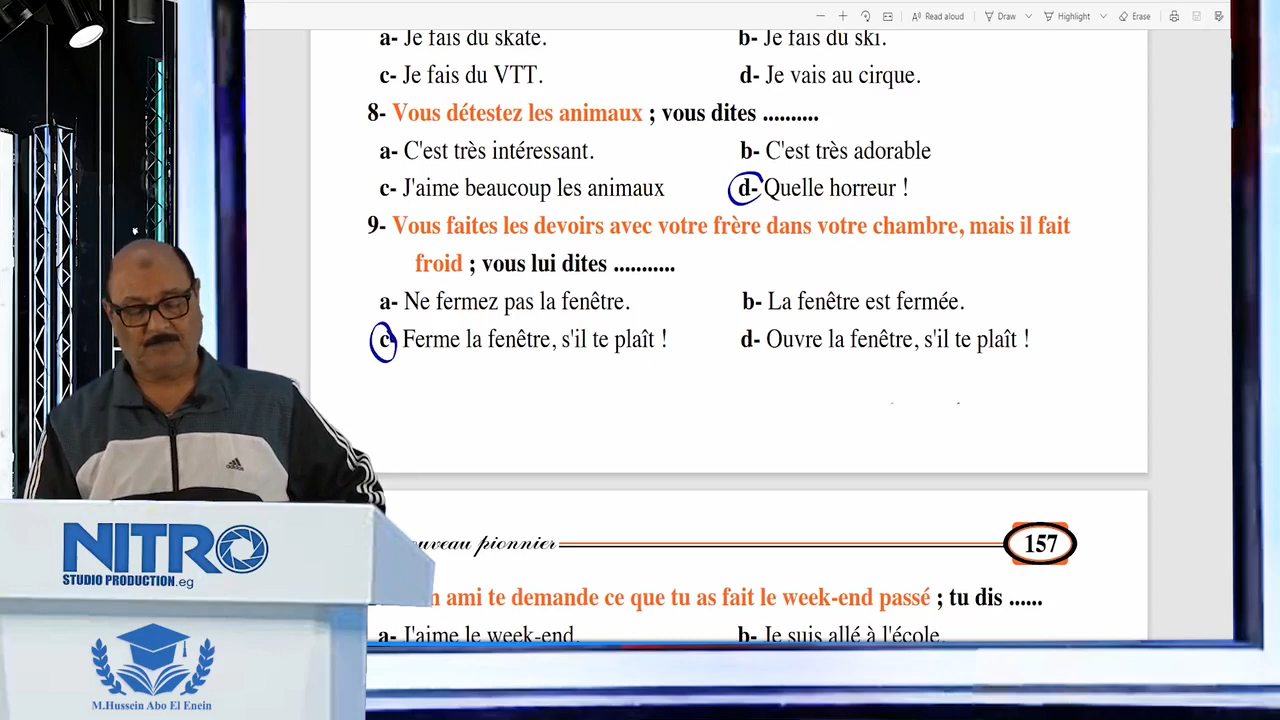 Read aloud
Draw
Highlight
Erase
a- Je fais du skate.
b- Je fais du ski.
c- Je fais du VTT.
d- Je vais au cirque.
8- Vous détestez les animaux ; vous dites ..........
a- C'est très intéressant.
b- C'est très adorable
c- J'aime beaucoup les animaux
d- Quelle horreur !
9- Vous faites les devoirs avec votre frère dans votre chambre, mais il fait
froid ; vous lui dites ...........
a- Ne fermez pas la fenêtre.
b- La fenêtre est fermée.
c- Ferme la fenêtre, s'il te plaît !
d- Ouvre la fenêtre, s'il te plaît !
pionnier
157
ami te demande ce que tu as fait le week-end passé ; tu dis ......
a- J'aime le week-end.
b- Je suis allé à l'école.
adidas
NITRO
STUDIO PRODUCTION.eg
M.Hussein Abo El Enein